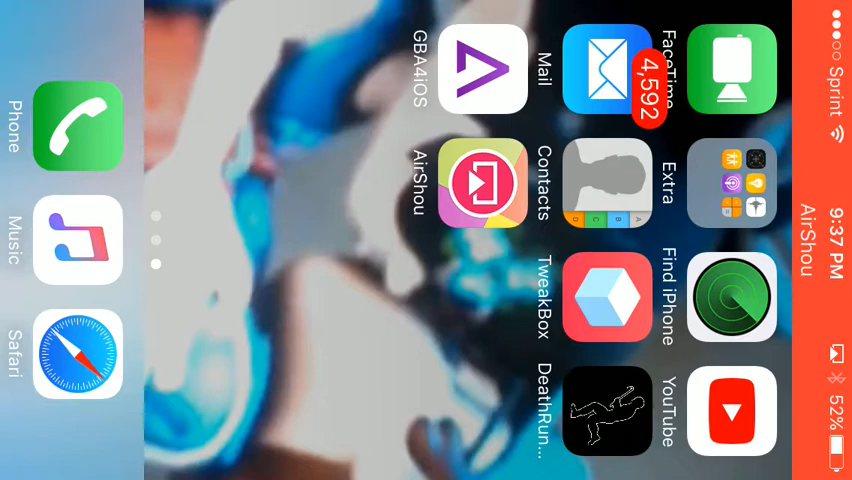 Sprint 9:37 PM 52%
AirShou
FaceTime Extra Find iPhone YouTube
4,592
Mail Contacts TweakBox DeathRun...
A B C D
GBA4iOS AirShou
Phone Music Safari